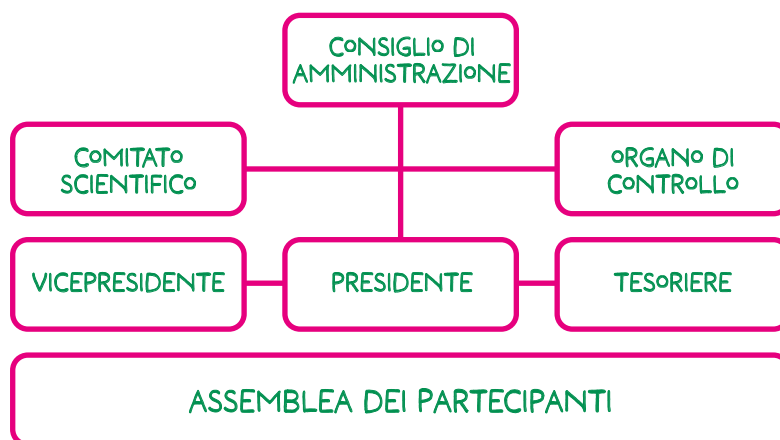 CONSIGLIO DI
AMMINISTRAZIONE
COMITATO
SCIENTIFICO
ORGANO DI
CONTROLLO
VICEPRESIDENTE
PRESIDENTE
TESORIERE
ASSEMBLEA DEI PARTECIPANTI